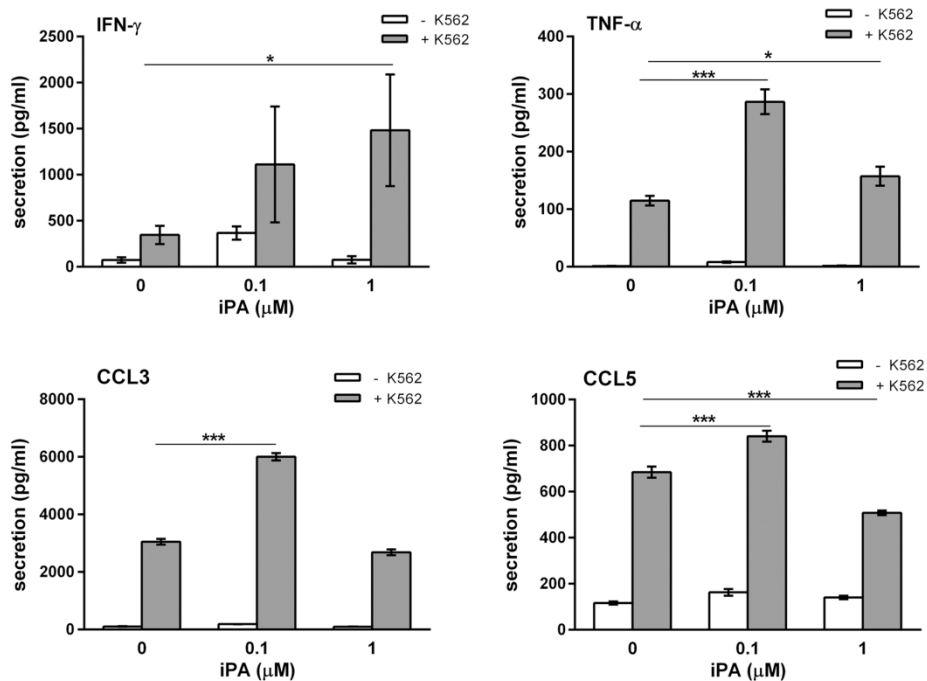 IFN-γ
- K562
+ K562
2500
2000
1500
1000
500
0
*
secretion (pg/ml)
0 0.1 1
iPA (μM)
TNF-α
- K562
+ K562
400
300
200
100
0
*
***
secretion (pg/ml)
0 0.1 1
iPA (μM)
CCL3
- K562
+ K562
8000
6000
4000
2000
0
***
secretion (pg/ml)
0 0.1 1
iPA (μM)
CCL5
- K562
+ K562
1000
800
600
400
200
0
***
***
secretion (pg/ml)
0 0.1 1
iPA (μM)